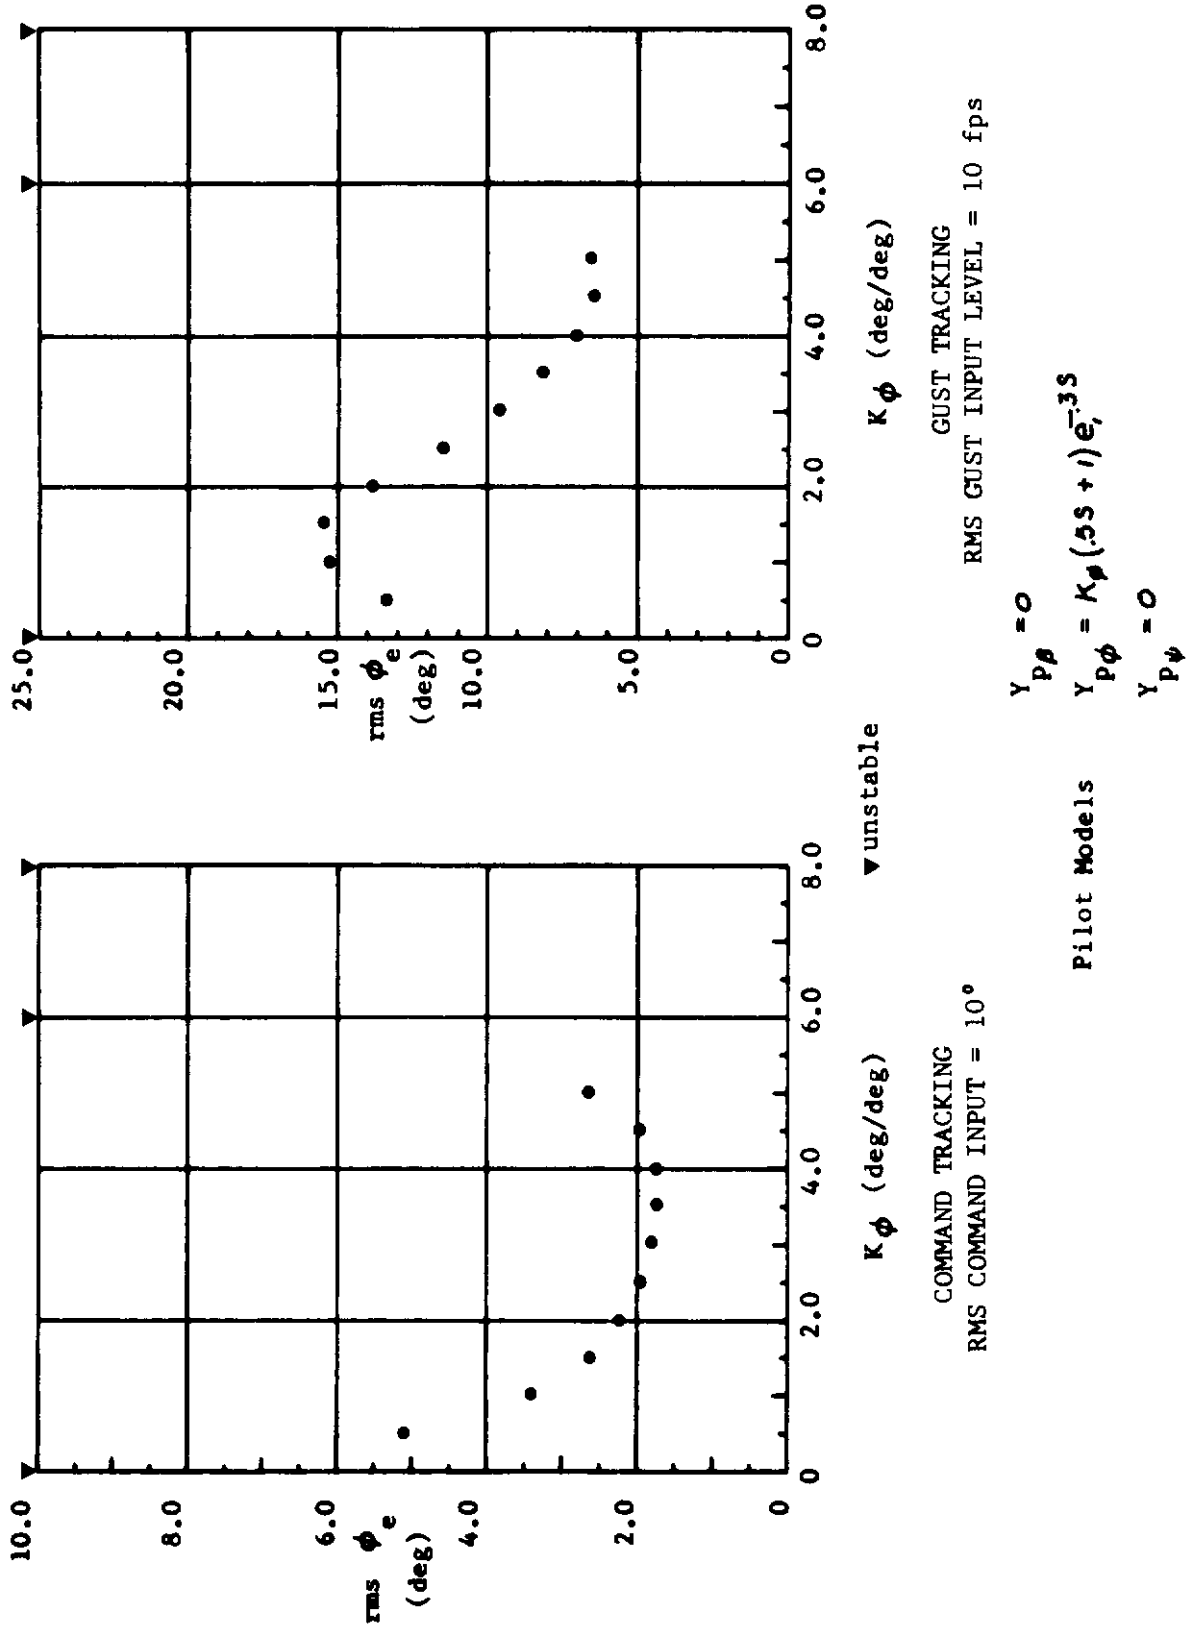 10.0
8.0
6.0
rms ϕe
(deg)
4.0
2.0
0
0 2.0 4.0 6.0 8.0
Kϕ (deg/deg)
COMMAND TRACKING
RMS COMMAND INPUT = 10°
25.0
20.0
15.0
rms ϕe
(deg)
10.0
5.0
0
0 2.0 4.0 6.0 8.0
Kϕ (deg/deg)
GUST TRACKING
RMS GUST INPUT LEVEL = 10 fps
▼unstable
Pilot Models
Ypβ = 0
Ypϕ = Kϕ(.5S + 1)e,-.3S
Ypψ = 0